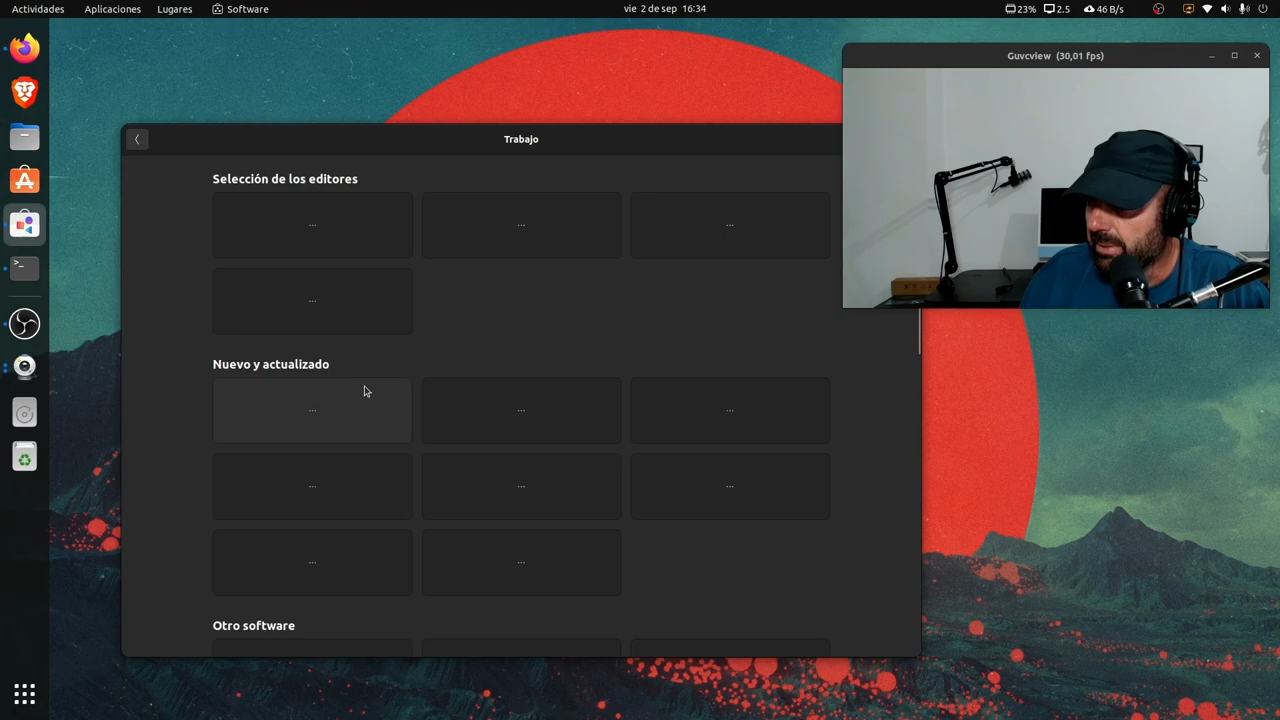 Actividades Aplicaciones Lugares Software vie 2 de sep 16:34 23% 2.5 46 B/s
Guvcview (30,01 fps)
Trabajo
Selección de los editores
... ... ...
...
Nuevo y actualizado
... ... ...
... ... ...
... ...
Otro software